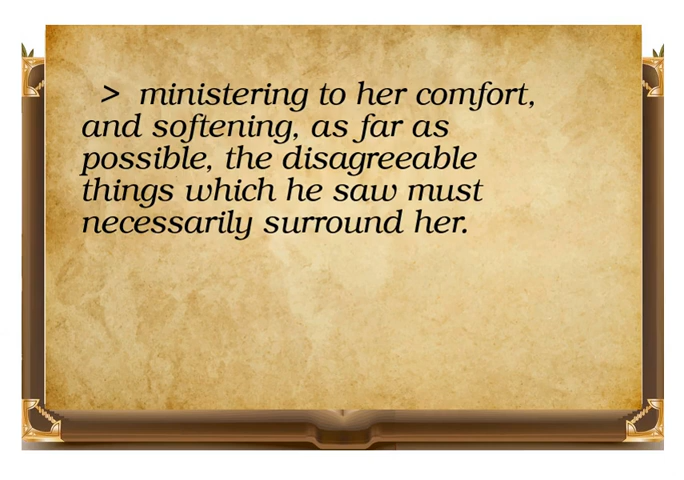 > ministering to her comfort,
and softening, as far as
possible, the disagreeable
things which he saw must
necessarily surround her.